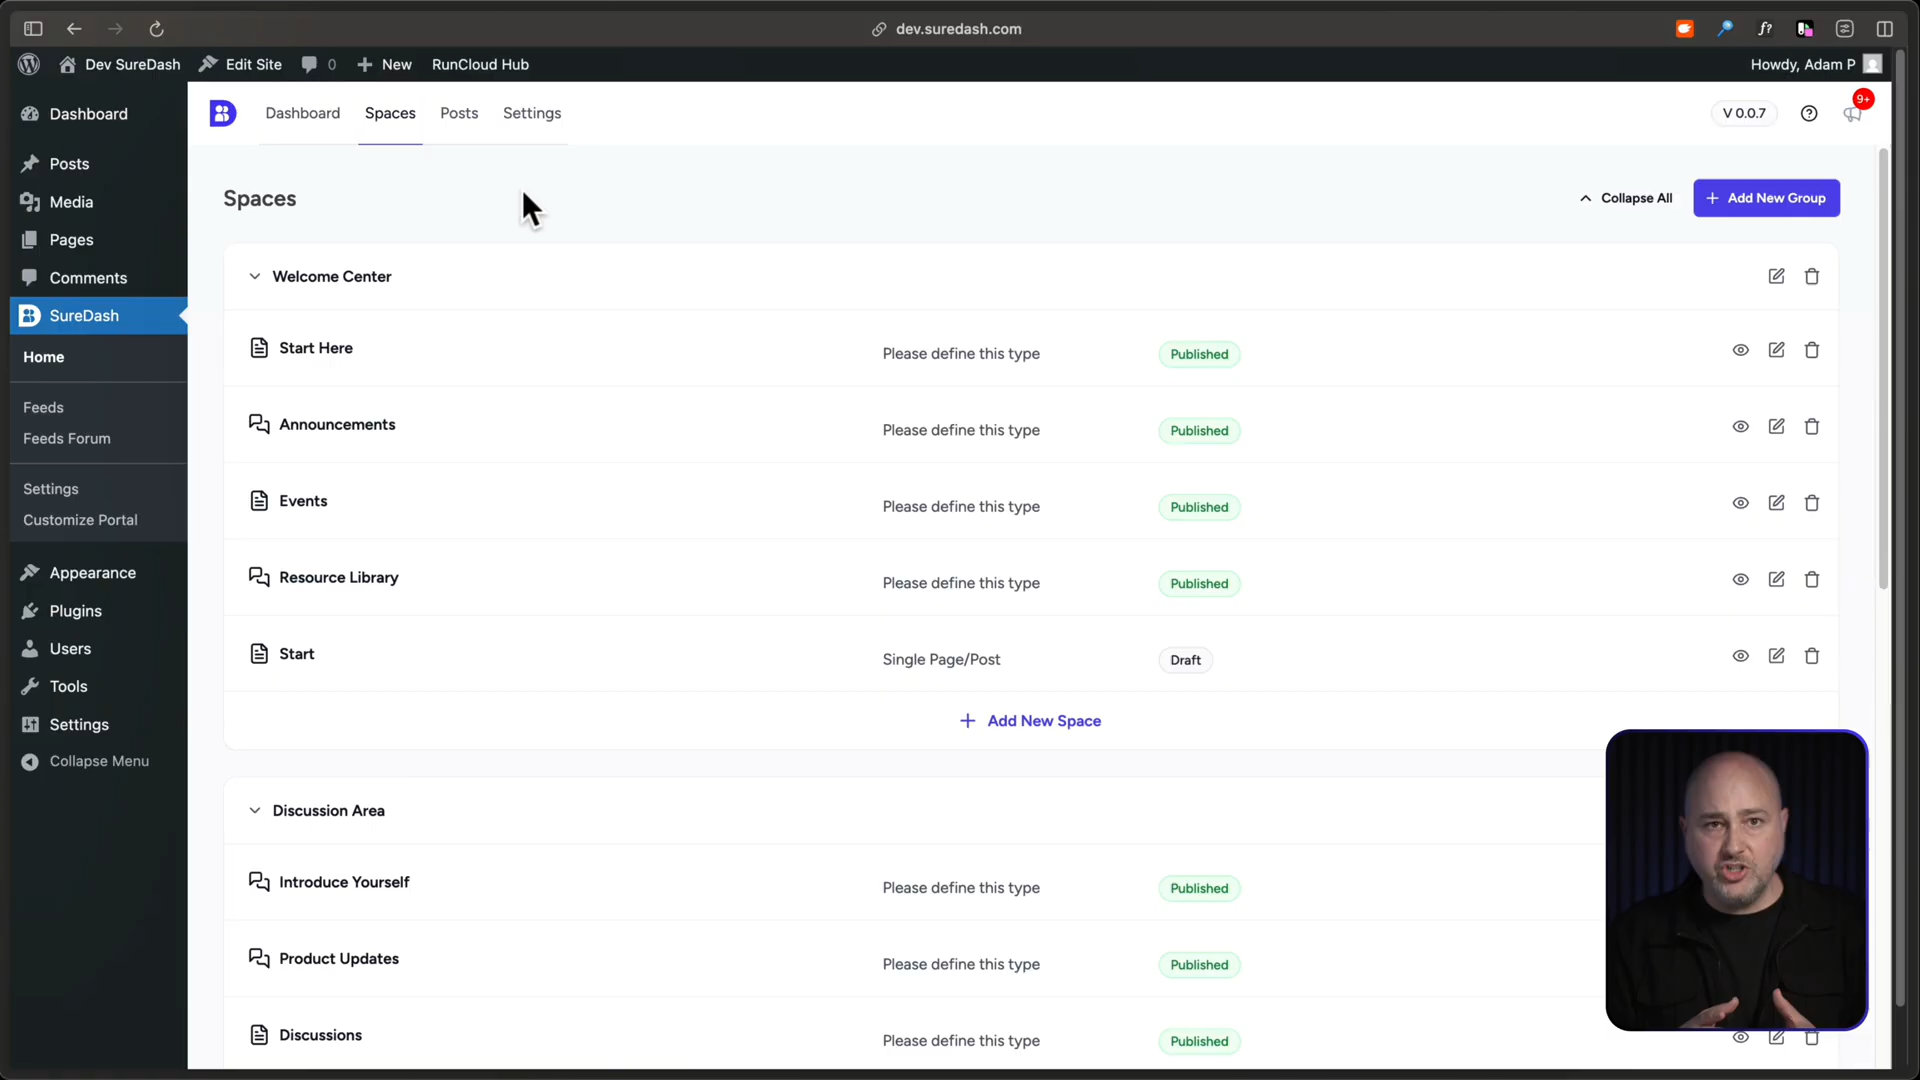 dev.suredash.com
Dev SureDash
Edit Site
0
New
RunCloud Hub
Howdy, Adam P
Dashboard
Posts
Media
Pages
Comments
SureDash
Home
Feeds
Feeds Forum
Settings
Customize Portal
Appearance
Plugins
Users
Tools
Settings
Collapse Menu
Dashboard
Spaces
Posts
Settings
V 0.0.7
9+
Spaces
Collapse All
Add New Group
Welcome Center
Start Here
Please define this type
Published
Announcements
Please define this type
Published
Events
Please define this type
Published
Resource Library
Please define this type
Published
Start
Single Page/Post
Draft
Add New Space
Discussion Area
Introduce Yourself
Please define this type
Published
Product Updates
Please define this type
Published
Discussions
Please define this type
Published